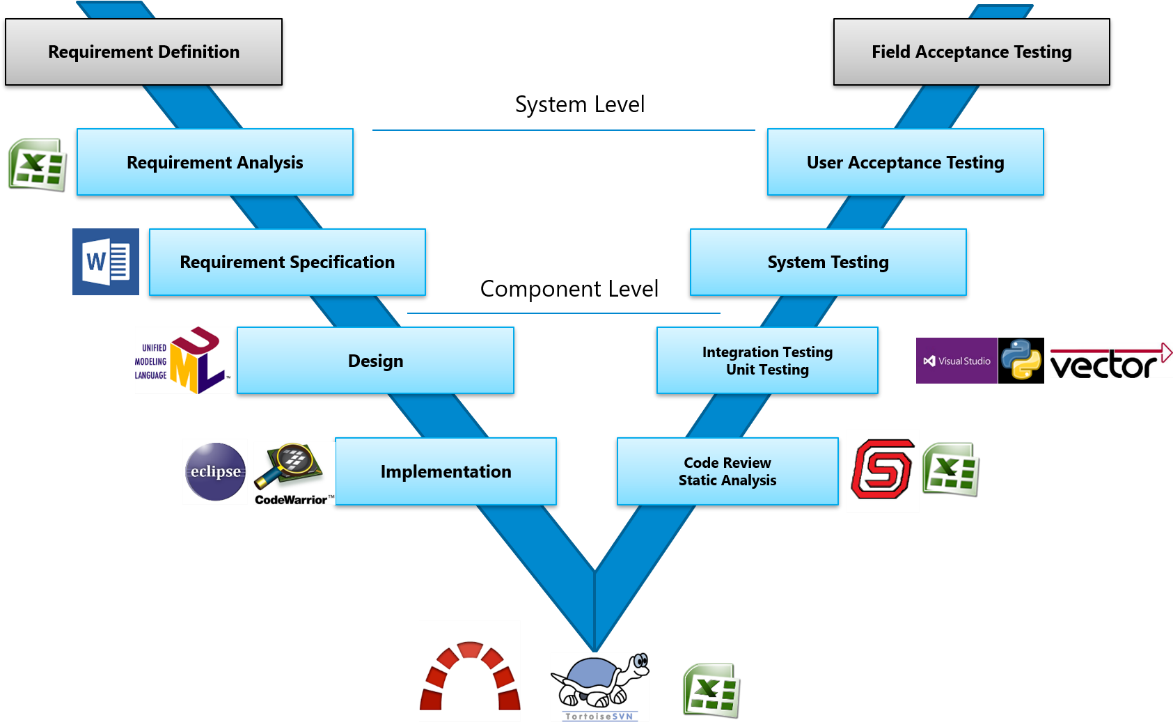 Requirement Definition
Field Acceptance Testing
System Level
Requirement Analysis
User Acceptance Testing
W
Requirement Specification
System Testing
Component Level
UNIFIED
MODELING
LANGUAGE
UML™
Design
Integration Testing
Unit Testing
Visual Studio
vector
eclipse
CodeWarrior™
Implementation
Code Review
Static Analysis
TortoiseSVN